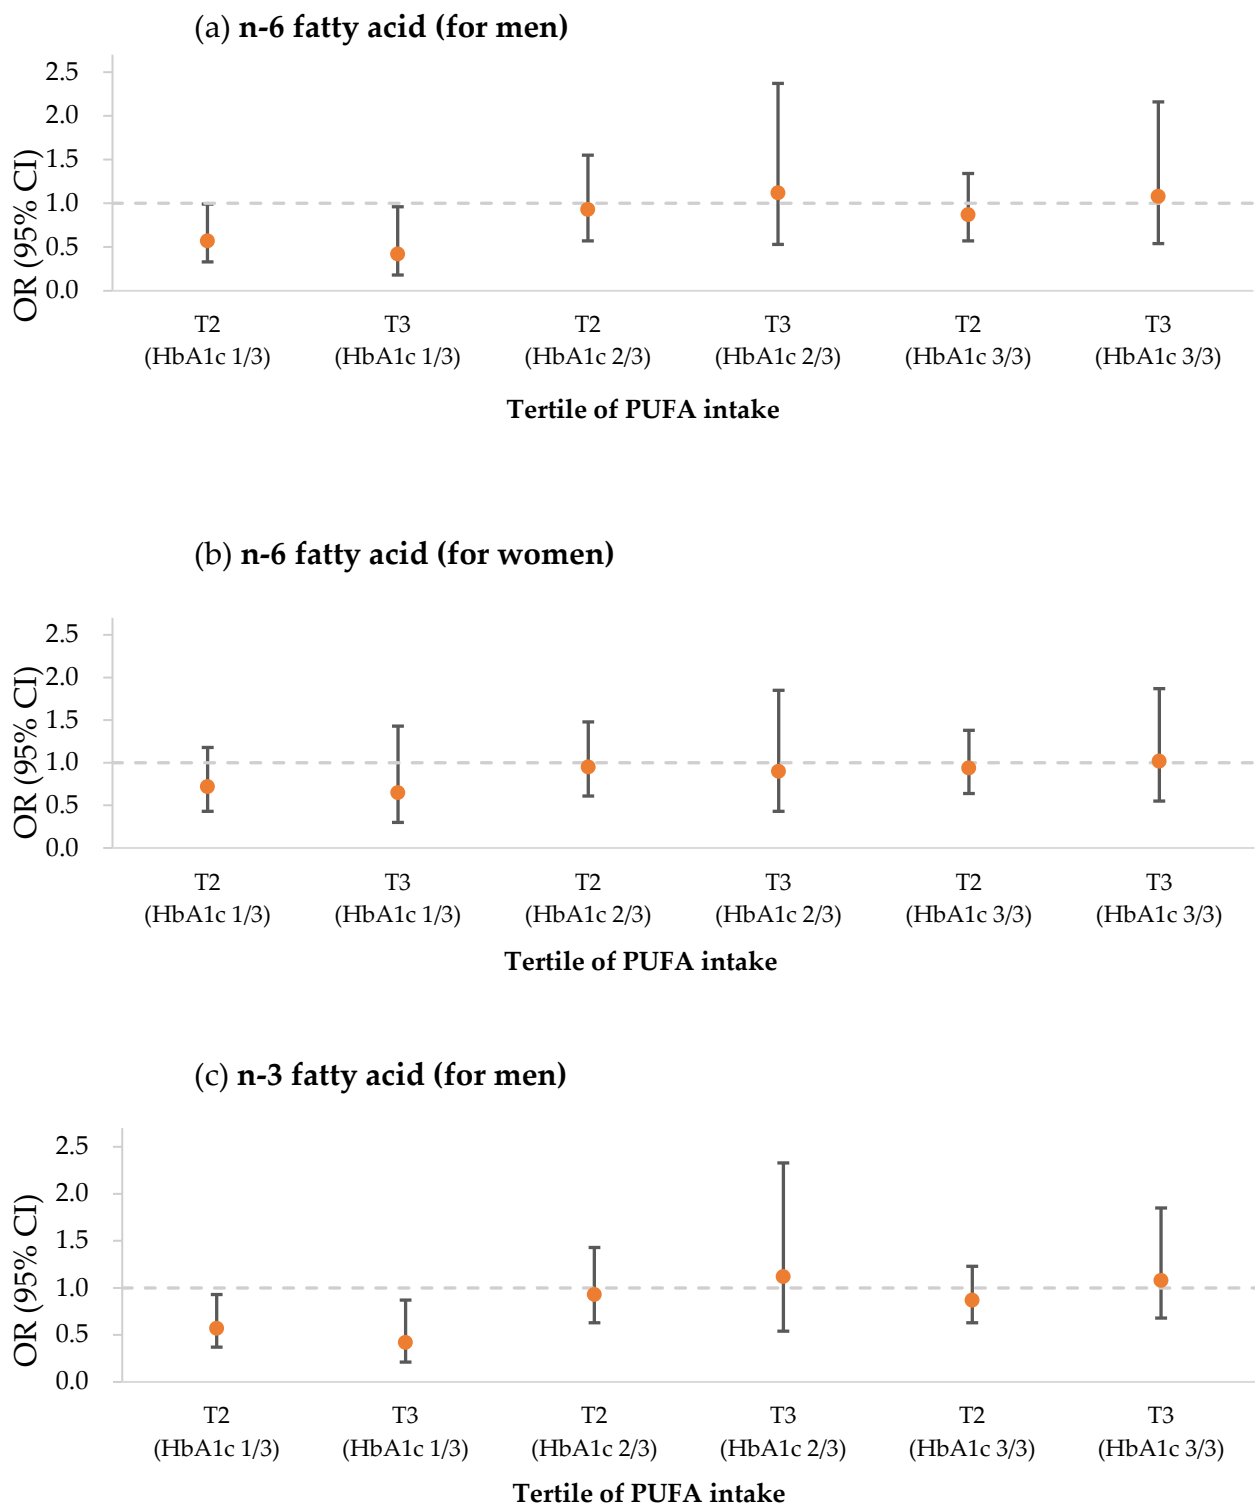 (a) n-6 fatty acid (for men)
OR (95% CI)
2.5
2.0
1.5
1.0
0.5
0.0
T2 T3 T2 T3 T2 T3
(HbA1c 1/3) (HbA1c 1/3) (HbA1c 2/3) (HbA1c 2/3) (HbA1c 3/3) (HbA1c 3/3)
Tertile of PUFA intake
(b) n-6 fatty acid (for women)
OR (95% CI)
2.5
2.0
1.5
1.0
0.5
0.0
T2 T3 T2 T3 T2 T3
(HbA1c 1/3) (HbA1c 1/3) (HbA1c 2/3) (HbA1c 2/3) (HbA1c 3/3) (HbA1c 3/3)
Tertile of PUFA intake
(c) n-3 fatty acid (for men)
OR (95% CI)
2.5
2.0
1.5
1.0
0.5
0.0
T2 T3 T2 T3 T2 T3
(HbA1c 1/3) (HbA1c 1/3) (HbA1c 2/3) (HbA1c 2/3) (HbA1c 3/3) (HbA1c 3/3)
Tertile of PUFA intake